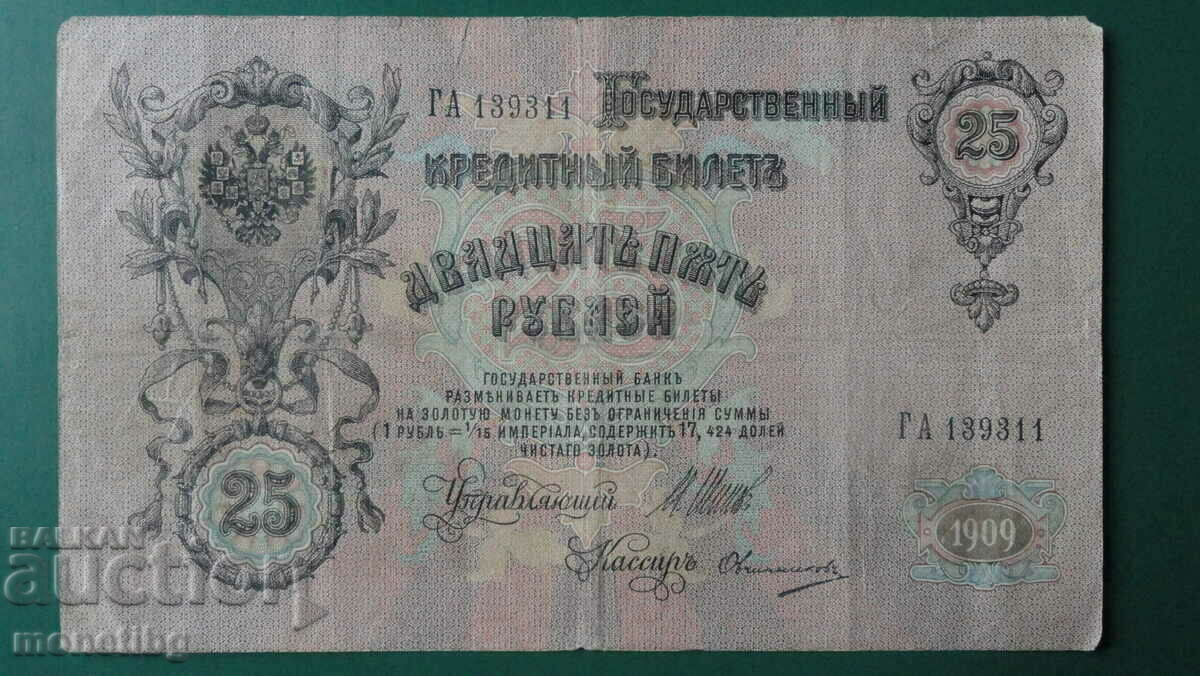 ГА 139311
Государственный
25
кредитный билетъ
двадцать пять
рублей
Государственный банкъ
размѣниваетъ кредитные билеты
на золотую монету безъ ограниченія суммы
(1 рубль = 1/15 имперіала, содержитъ 17, 424 долей
чистаго золота).
ГА 139311
25
Управляющій
1909
Кассиръ
Овчинников
БАЛКАН
auction
monetibg